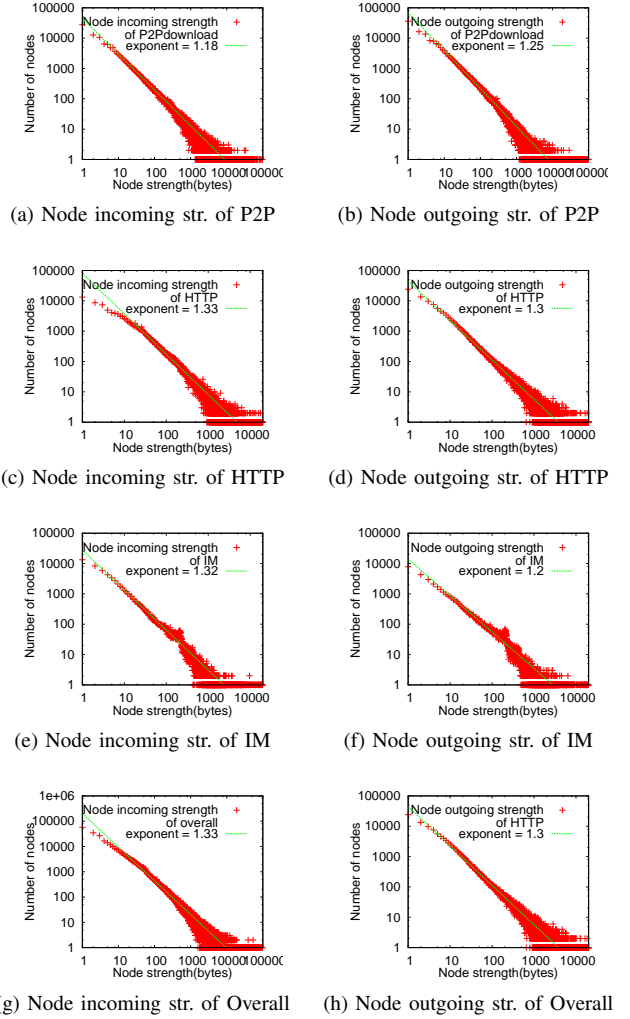 Number of nodes
100000
10000
1000
100
10
1
Node incoming strength
of P2Pdownload
exponent = 1.18
1 10 100 1000 10000 100000
Node strength(bytes)
(a) Node incoming str. of P2P
Number of nodes
100000
10000
1000
100
10
1
Node outgoing strength
of P2Pdownload
exponent = 1.25
1 10 100 1000 10000 100000
Node strength(bytes)
(b) Node outgoing str. of P2P
Number of nodes
100000
10000
1000
100
10
1
Node incoming strength
of HTTP
exponent = 1.33
1 10 100 1000 10000
Node strength(bytes)
(c) Node incoming str. of HTTP
Number of nodes
100000
10000
1000
100
10
1
Node outgoing strength
of HTTP
exponent = 1.3
1 10 100 1000 10000
Node strength(bytes)
(d) Node outgoing str. of HTTP
Number of nodes
100000
10000
1000
100
10
1
Node incoming strength
of IM
exponent = 1.32
1 10 100 1000 10000
Node strength(bytes)
(e) Node incoming str. of IM
Number of nodes
100000
10000
1000
100
10
1
Node outgoing strength
of IM
exponent = 1.2
1 10 100 1000 10000
Node strength(bytes)
(f) Node outgoing str. of IM
Number of nodes
1e+06
100000
10000
1000
100
10
1
Node incoming strength
of overall
exponent = 1.33
1 10 100 1000 10000 100000
Node strength(bytes)
(g) Node incoming str. of Overall
Number of nodes
100000
10000
1000
100
10
1
Node outgoing strength
of HTTP
exponent = 1.3
1 10 100 1000 10000
Node strength(bytes)
(h) Node outgoing str. of Overall